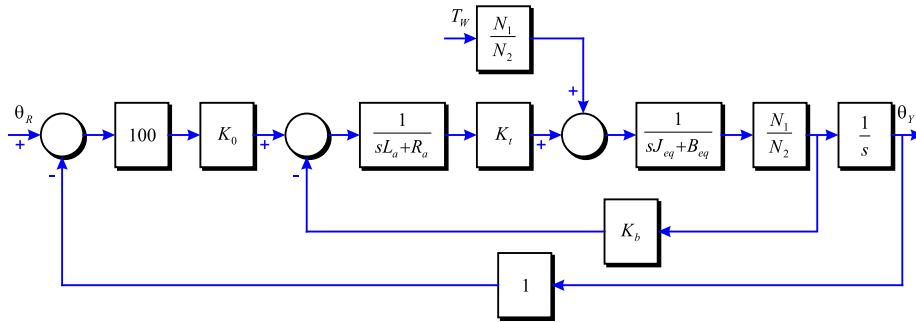 T_W
N_1
N_2
+
θ_R
+
-
100
K_0
+
-
1
sL_a+R_a
K_t
+
1
sJ_eq+B_eq
N_1
N_2
1
s
θ_Y
K_b
1